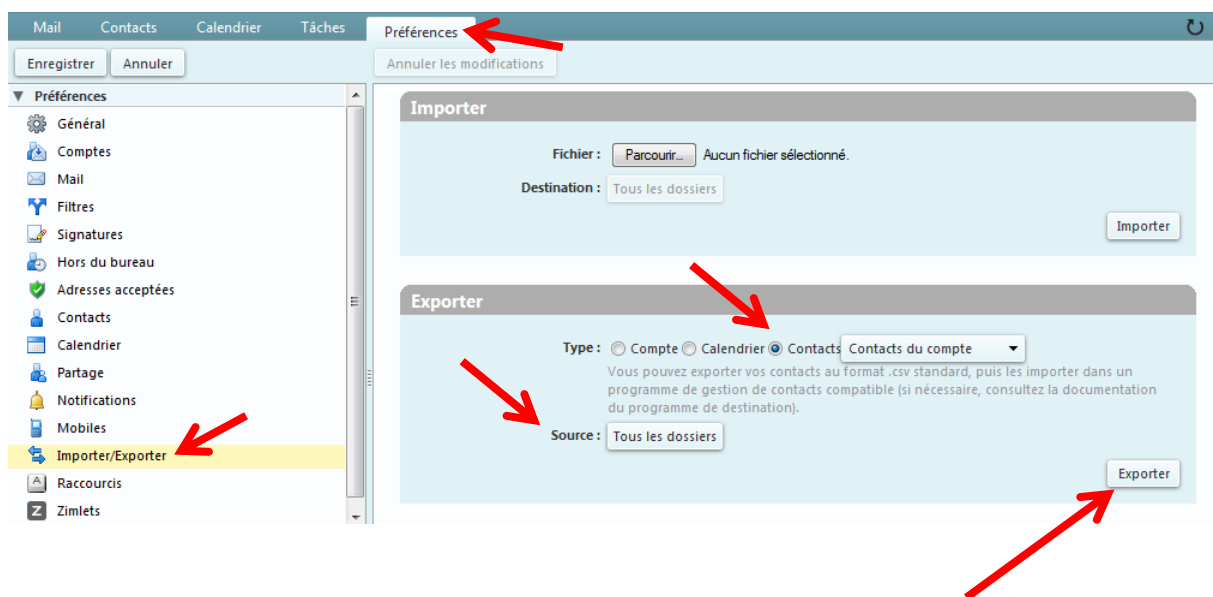 Mail Contacts Calendrier Tâches Préférences
Enregistrer Annuler Annuler les modifications
Préférences
Général
Comptes
Mail
Filtres
Signatures
Hors du bureau
Adresses acceptées
Contacts
Calendrier
Partage
Notifications
Mobiles
Importer/Exporter
Raccourcis
Zimlets
Importer
Fichier : Parcourir... Aucun fichier sélectionné.
Destination : Tous les dossiers
Importer
Exporter
Type : Compte Calendrier Contacts Contacts du compte
Vous pouvez exporter vos contacts au format .csv standard, puis les importer dans un
programme de gestion de contacts compatible (si nécessaire, consultez la documentation
du programme de destination).
Source : Tous les dossiers
Exporter